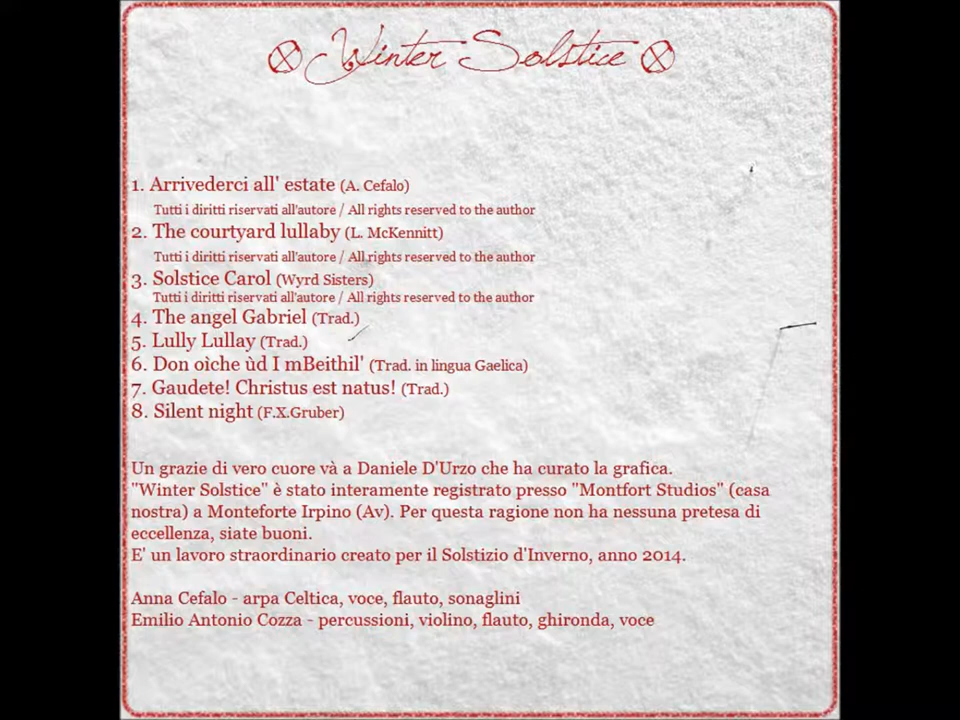 Winter Solstice
1. Arrivederci all' estate (A. Cefalo)
Tutti i diritti riservati all'autore / All rights reserved to the author
2. The courtyard lullaby (L. McKennitt)
Tutti i diritti riservati all'autore / All rights reserved to the author
3. Solstice Carol (Wyrd Sisters)
Tutti i diritti riservati all'autore / All rights reserved to the author
4. The angel Gabriel (Trad.)
5. Lully Lullay (Trad.)
6. Don oìche ùd I mBeithil' (Trad. in lingua Gaelica)
7. Gaudete! Christus est natus! (Trad.)
8. Silent night (F.X.Gruber)
Un grazie di vero cuore và a Daniele D'Urzo che ha curato la grafica.
"Winter Solstice" è stato interamente registrato presso "Montfort Studios" (casa
nostra) a Monteforte Irpino (Av). Per questa ragione non ha nessuna pretesa di
eccellenza, siate buoni.
E' un lavoro straordinario creato per il Solstizio d'Inverno, anno 2014.
Anna Cefalo - arpa Celtica, voce, flauto, sonaglini
Emilio Antonio Cozza - percussioni, violino, flauto, ghironda, voce